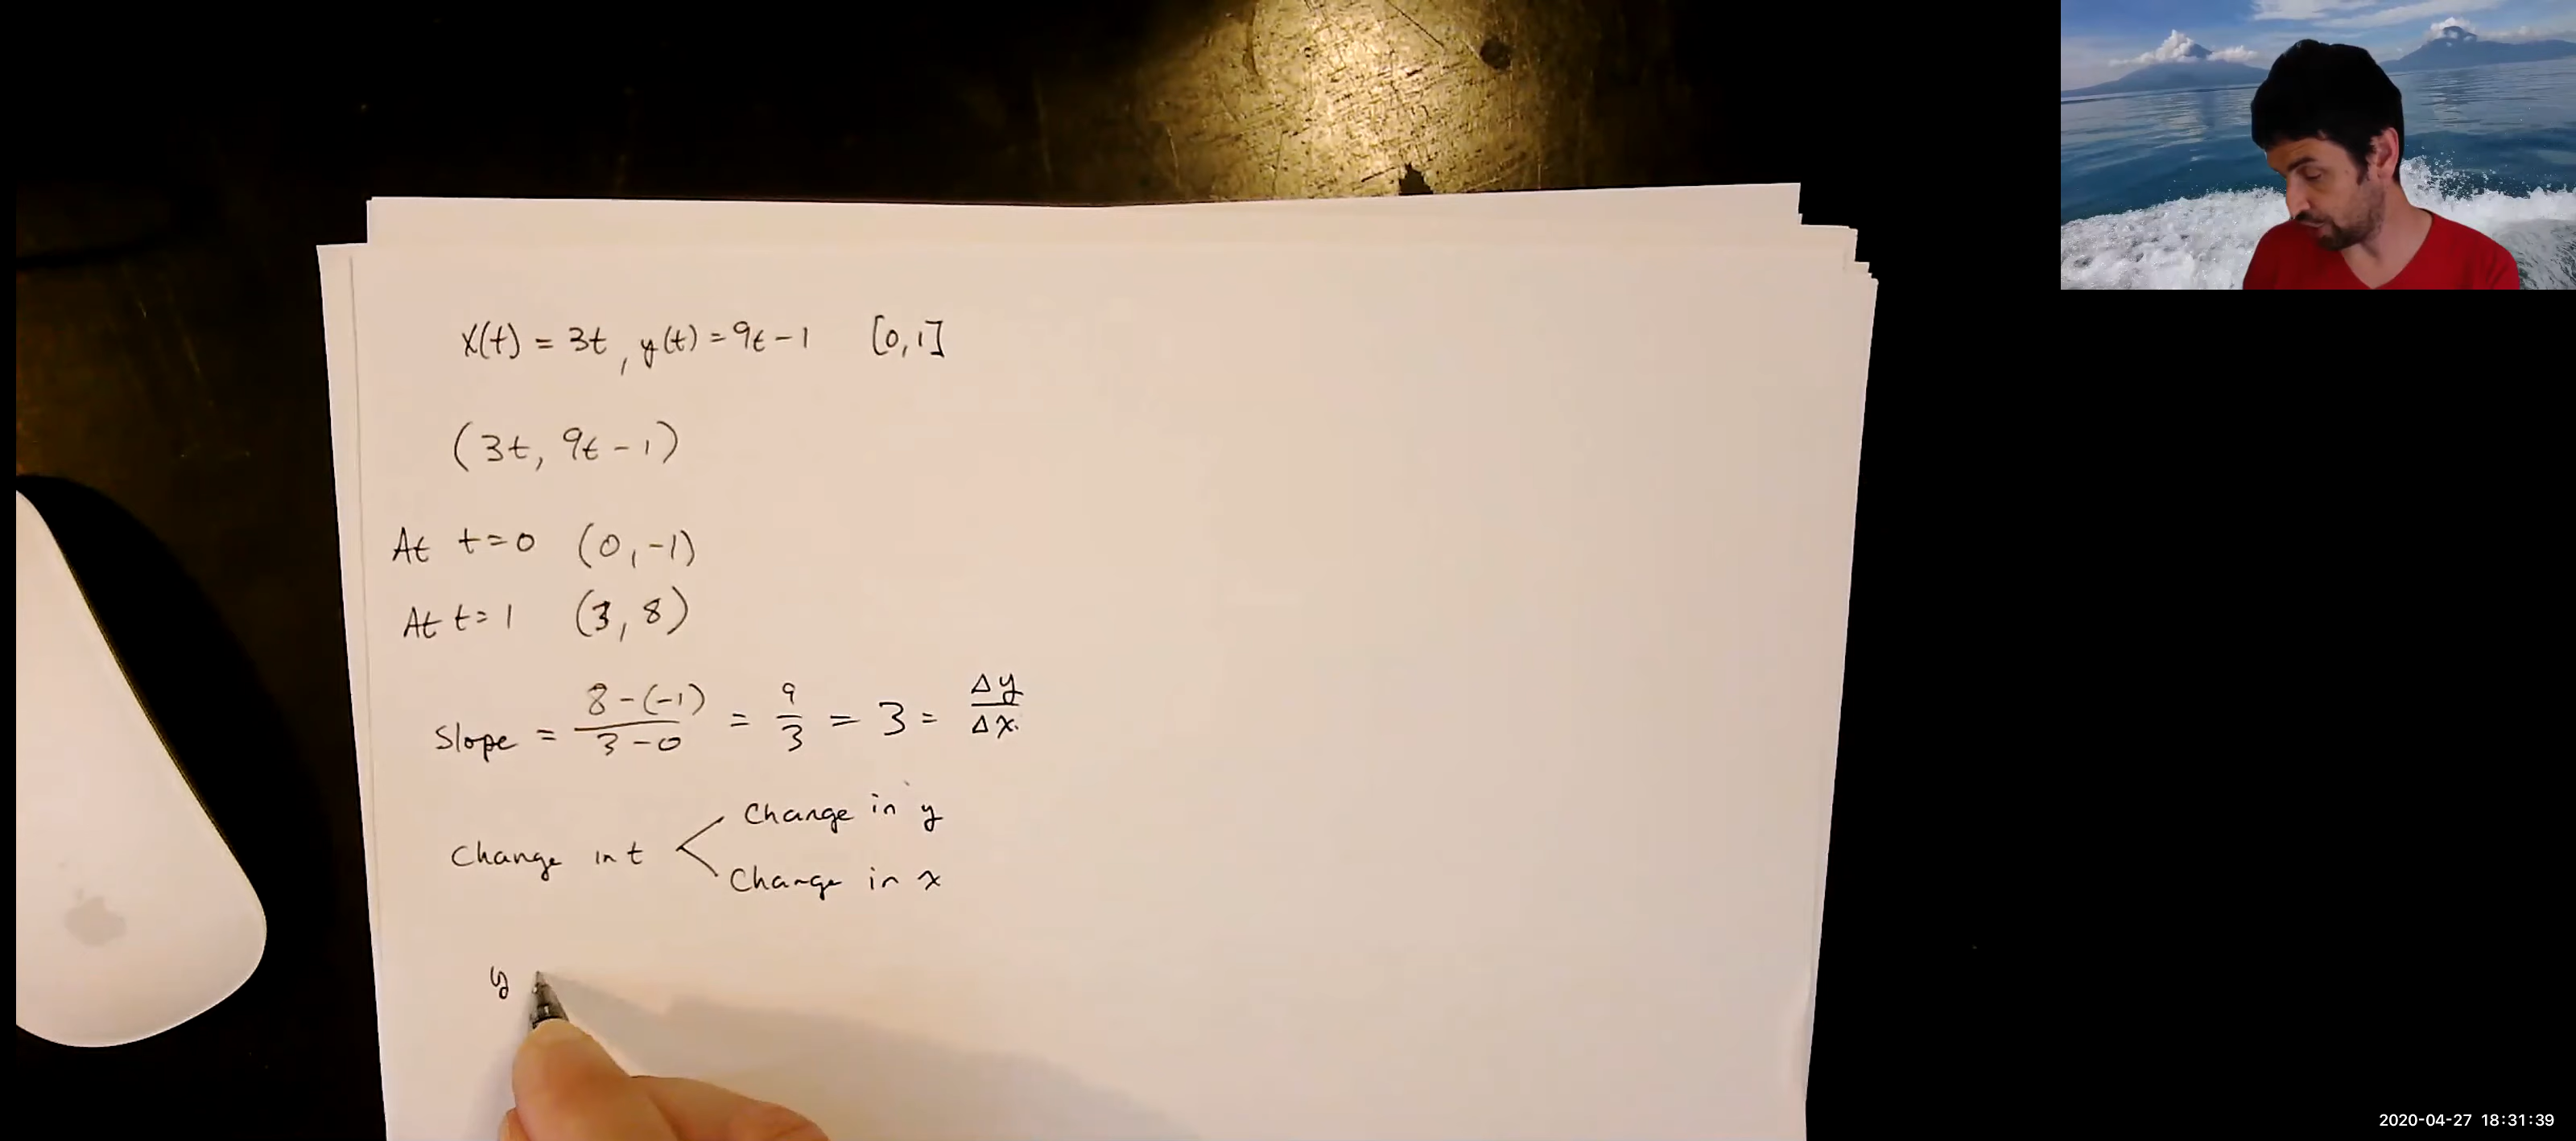 x(t) = 3t, y(t) = 9t - 1 [0,1]
(3t, 9t - 1)
At t=0 (0, -1)
At t=1 (3, 8)
Slope = 8-(-1)/3-0 = 9/3 = 3 = Δy/Δx
Change in t < Change in y
Change in x
y
2020-04-27 18:31:39